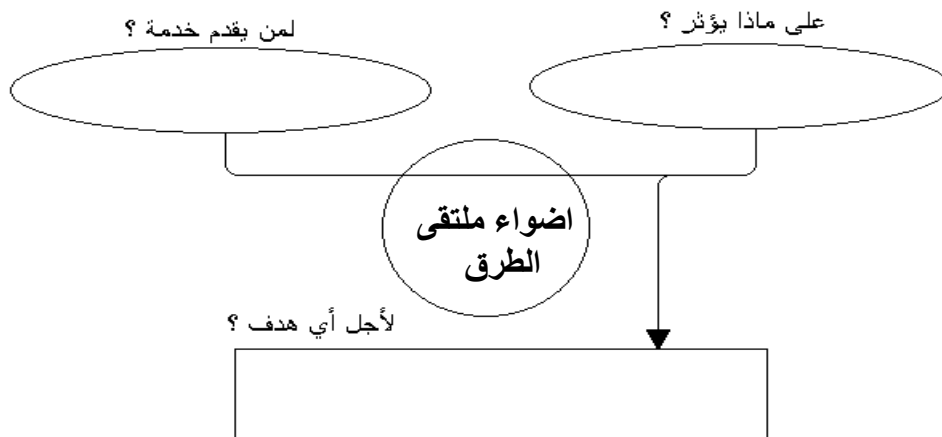 على ماذا يؤثر ؟
لمن يقدم خدمة ؟
اضواء ملتقى
الطرق
لأجل أي هدف ؟